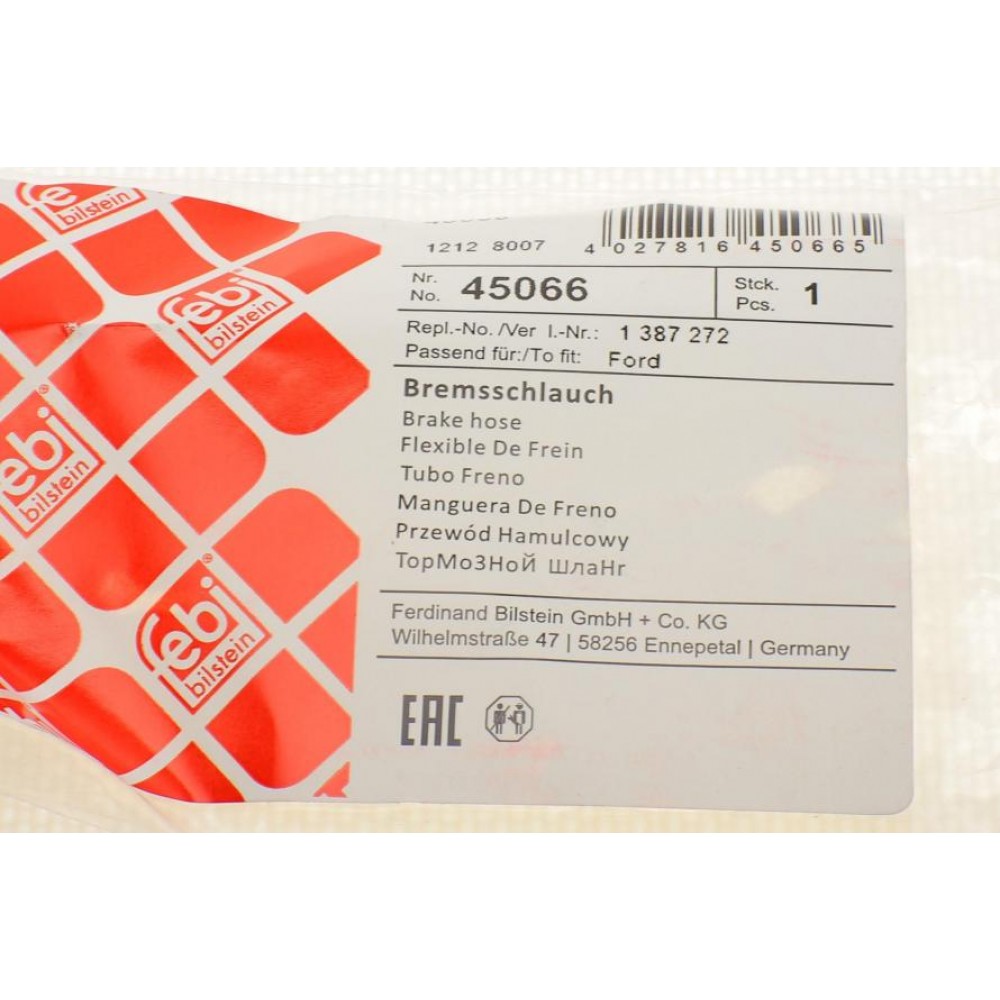 febi
bilstein
febi
bilstein
febi
bilstein
febi
bilstein
1212 8007
4 027816 450665
Nr.
No. 45066
Stck.
Pcs. 1
Repl.-No. /Ver l.-Nr.: 1 387 272
Passend für:/To fit: Ford
Bremsschlauch
Brake hose
Flexible De Frein
Tubo Freno
Manguera De Freno
Przewód Hamulcowy
ТорМоЗНоЙ ШлаНг
Ferdinand Bilstein GmbH + Co. KG
Wilhelmstraße 47 | 58256 Ennepetal | Germany
EAC